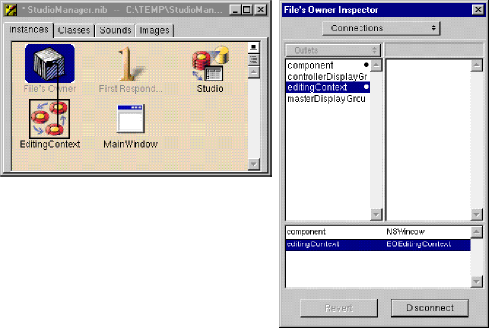 *StudioManager.nib -- C:\TEMP\StudioMan...
Instances
Classes
Sounds
Images
File's Owner
First Respond...
Studio
EditingContext
MainWindow
File's Owner Inspector
Connections
Outlets
component
controllerDisplayGr
editingContext
masterDisplayGrou
component NSWindow
editingContext EOEditingContext
Revert
Disconnect